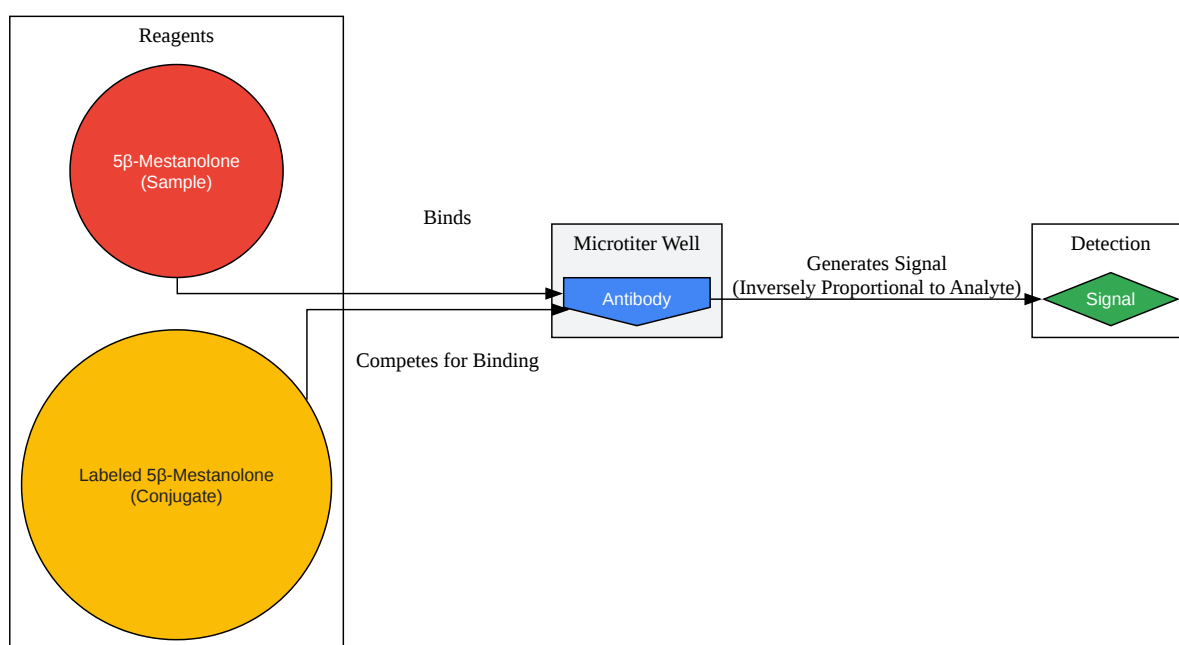 Reagents
5β-Mestanolone
(Sample)
Labeled 5β-Mestanolone
(Conjugate)
Binds
Competes for Binding
Microtiter Well
Antibody
Generates Signal
(Inversely Proportional to Analyte)
Detection
Signal